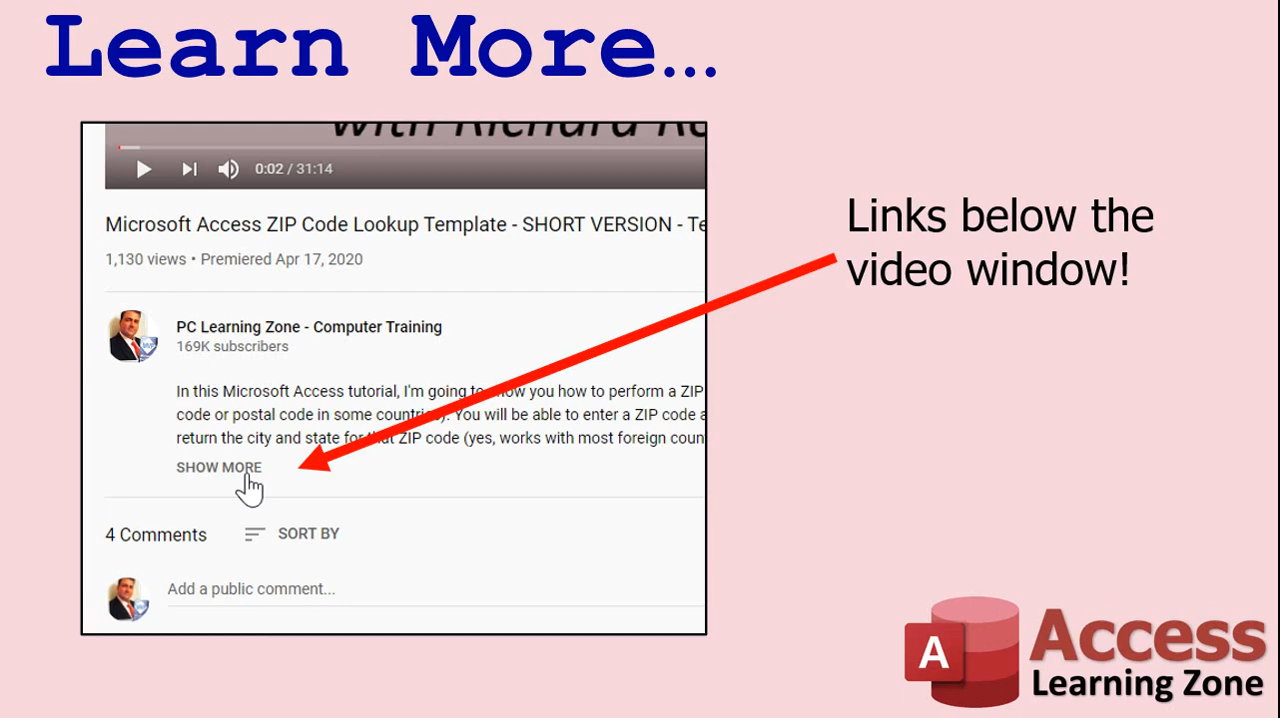 Learn More...
with Richard
0:02 / 31:14
Microsoft Access ZIP Code Lookup Template - SHORT VERSION - Te
1,130 views • Premiered Apr 17, 2020
PC Learning Zone - Computer Training
169K subscribers
In this Microsoft Access tutorial, I'm going to show you how to perform a ZIP
code or postal code in some countries). You will be able to enter a ZIP code a
return the city and state for that ZIP code (yes, works with most foreign coun
SHOW MORE
4 Comments
SORT BY
Add a public comment...
Links below the
video window!
A
Access
Learning Zone